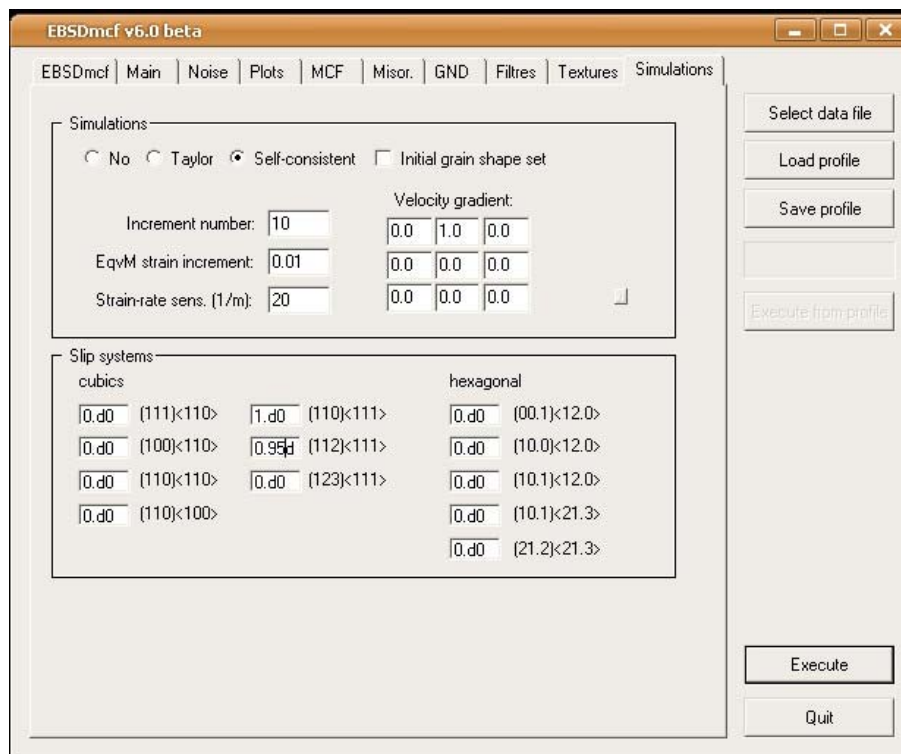 EBSDmcf v6.0 beta
EBSDmcf Main Noise Plots MCF Misor. GND Filtres Textures Simulations
Simulations
No Taylor Self-consistent Initial grain shape set
Velocity gradient:
Increment number: 10
0.0 1.0 0.0
EqvM strain increment: 0.01
0.0 0.0 0.0
Strain-rate sens. (1/m): 20
0.0 0.0 0.0
Slip systems
cubics hexagonal
0.d0 (111)<110> 1.d0 (110)<111> 0.d0 (00.1)<12.0>
0.d0 (100)<110> 0.95d (112)<111> 0.d0 (10.0)<12.0>
0.d0 (110)<110> 0.d0 (123)<111> 0.d0 (10.1)<12.0>
0.d0 (110)<100> 0.d0 (10.1)<21.3>
0.d0 (21.2)<21.3>
Select data file
Load profile
Save profile
Execute from profile
Execute
Quit